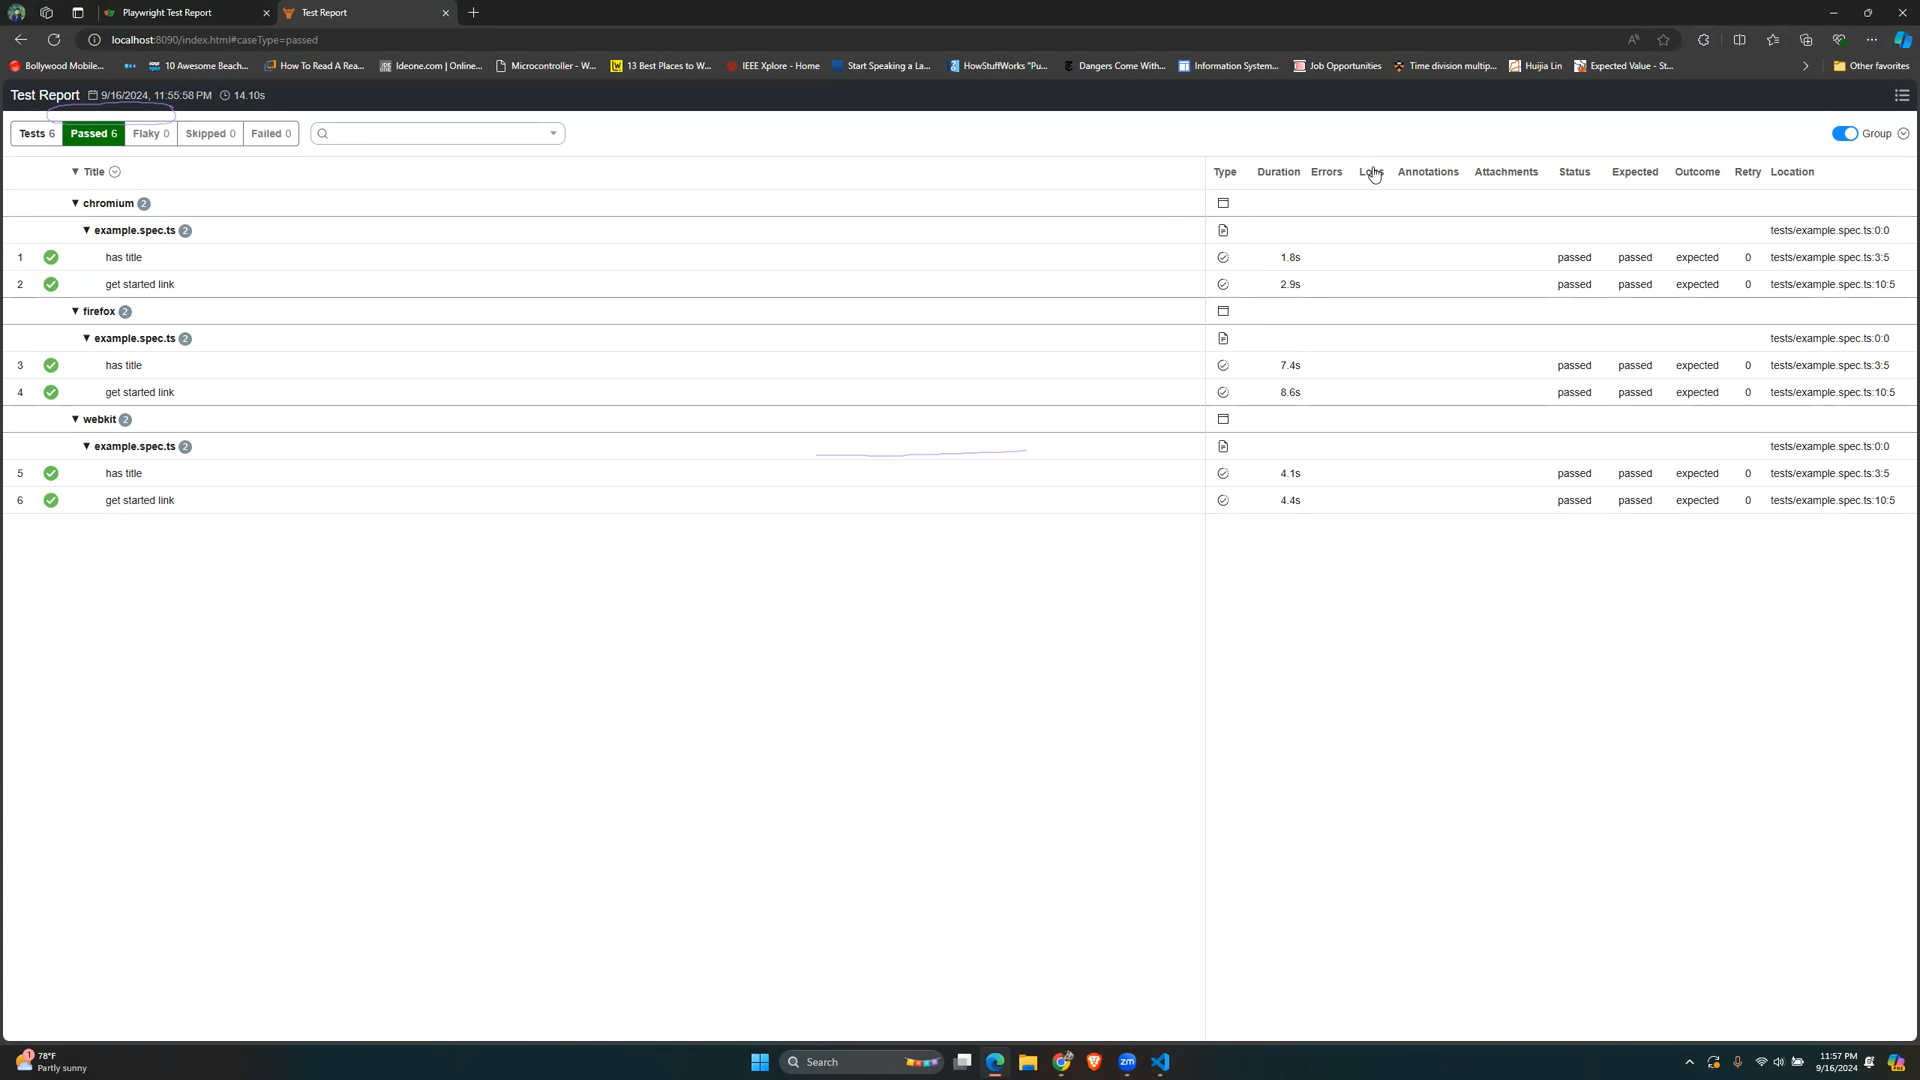 Playwright Test Report
Test Report
localhost:8090/index.html#caseType=passed
Bollywood Mobile...
10 Awesome Beach...
How To Read A Rea...
Ideone.com | Online...
Microcontroller - W...
13 Best Places to W...
IEEE Xplore - Home
Start Speaking a La...
HowStuffWorks "Pu...
Dangers Come With...
Information System...
Job Opportunities
Time division multip...
Huijia Lin
Expected Value - St...
Other favorites
Test Report 9/16/2024, 11:55:58 PM 14.10s
Tests 6 Passed 6 Flaky 0 Skipped 0 Failed 0
Group
Title Type Duration Errors Logs Annotations Attachments Status Expected Outcome Retry Location
chromium 2
example.spec.ts 2 tests/example.spec.ts:0:0
1 has title 1.8s passed passed expected 0 tests/example.spec.ts:3:5
2 get started link 2.9s passed passed expected 0 tests/example.spec.ts:10:5
firefox 2
example.spec.ts 2 tests/example.spec.ts:0:0
3 has title 7.4s passed passed expected 0 tests/example.spec.ts:3:5
4 get started link 8.6s passed passed expected 0 tests/example.spec.ts:10:5
webkit 2
example.spec.ts 2 tests/example.spec.ts:0:0
5 has title 4.1s passed passed expected 0 tests/example.spec.ts:3:5
6 get started link 4.4s passed passed expected 0 tests/example.spec.ts:10:5
1
78°F
Partly sunny
Search
zm
11:57 PM
9/16/2024